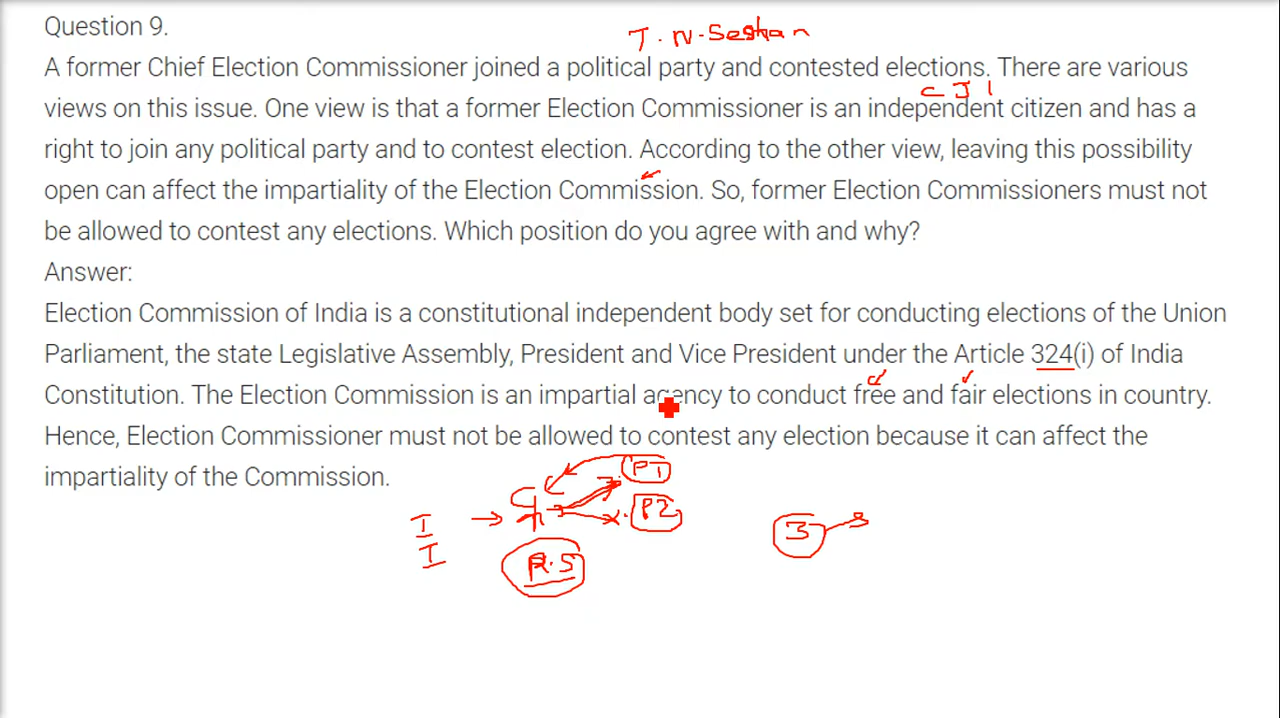 Question 9.
T. N. Seshan
A former Chief Election Commissioner joined a political party and contested elections. There are various
C J I
views on this issue. One view is that a former Election Commissioner is an independent citizen and has a
right to join any political party and to contest election. According to the other view, leaving this possibility
open can affect the impartiality of the Election Commission. So, former Election Commissioners must not
be allowed to contest any elections. Which position do you agree with and why?
Answer:
Election Commission of India is a constitutional independent body set for conducting elections of the Union
Parliament, the state Legislative Assembly, President and Vice President under the Article 324(i) of India
Constitution. The Election Commission is an impartial agency to conduct free and fair elections in country.
Hence, Election Commissioner must not be allowed to contest any election because it can affect the
impartiality of the Commission.
P1
P2
I
I
R.S
3